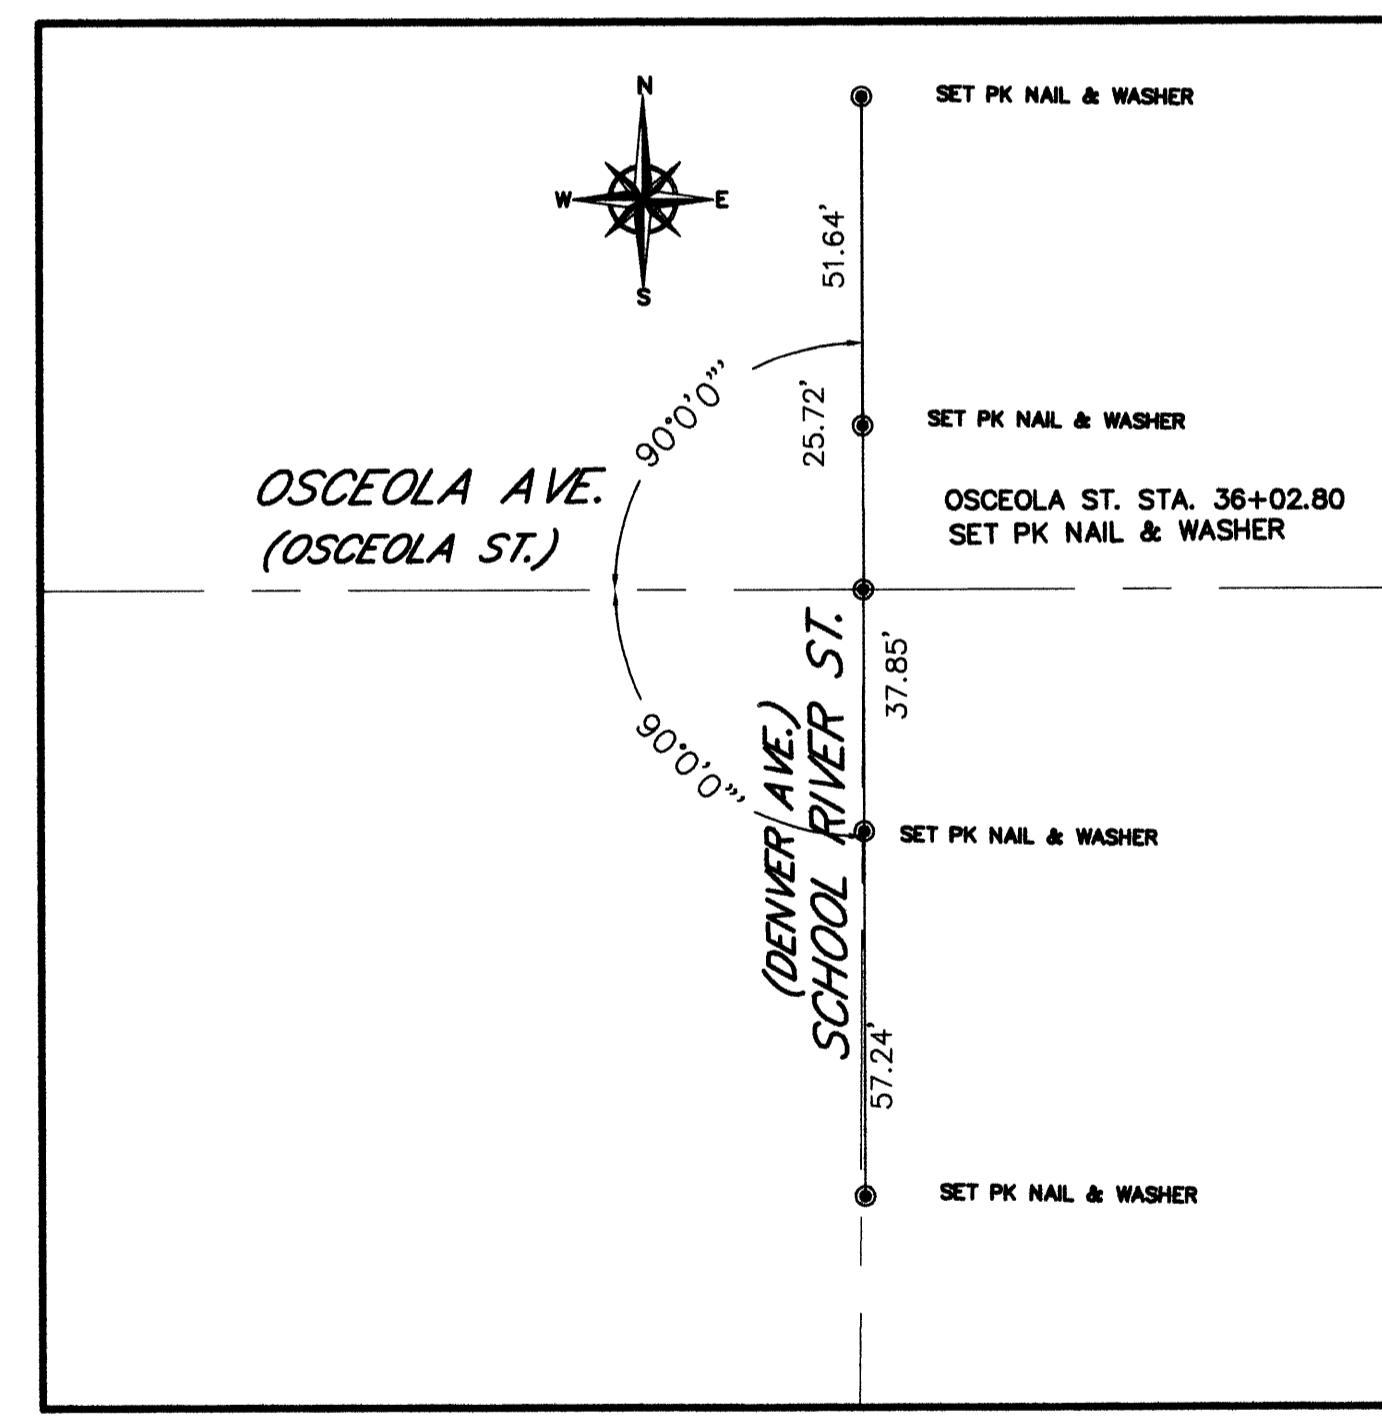 N
W
E
S
SET PK NAIL & WASHER
51.64'
90°0'0"'
25.72'
SET PK NAIL & WASHER
OSCEOLA AVE.
(OSCEOLA ST.)
OSCEOLA ST. STA. 36+02.80
SET PK NAIL & WASHER
37.85'
90°0'0"'
(DENVER AVE.)
SCHOOL RIVER ST.
SET PK NAIL & WASHER
57.24'
SET PK NAIL & WASHER